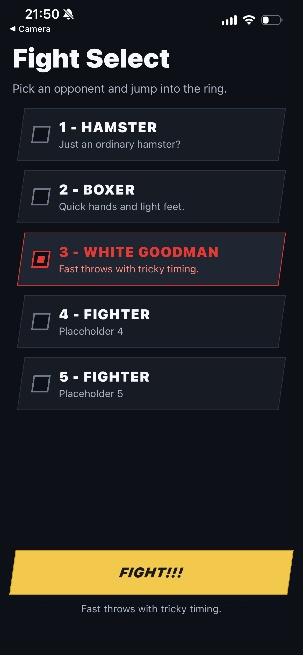 21:50
◀ Camera
Fight Select
Pick an opponent and jump into the ring.
1 - HAMSTER
Just an ordinary hamster?
2 - BOXER
Quick hands and light feet.
3 - WHITE GOODMAN
Fast throws with tricky timing.
4 - FIGHTER
Placeholder 4
5 - FIGHTER
Placeholder 5
FIGHT!!!
Fast throws with tricky timing.